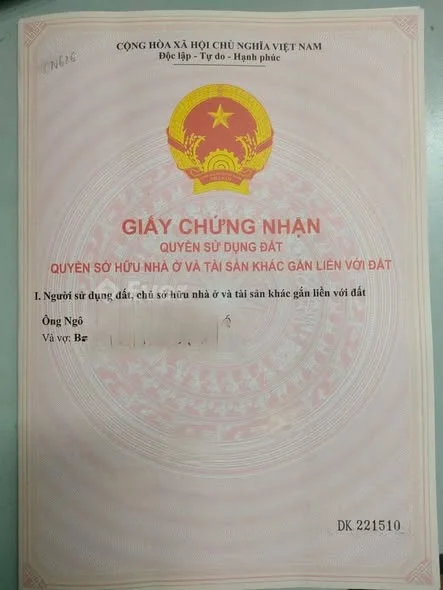 CN626
CỘNG HÒA XÃ HỘI CHỦ NGHĨA VIỆT NAM
Độc lập - Tự do - Hạnh phúc
GIẤY CHỨNG NHẬN
QUYỀN SỬ DỤNG ĐẤT
QUYỀN SỞ HỮU NHÀ Ở VÀ TÀI SẢN KHÁC GẮN LIỀN VỚI ĐẤT
I. Người sử dụng đất, chủ sở hữu nhà ở và tài sản khác gắn liền với đất
Ông Ngô
Và vợ:
DK 221510